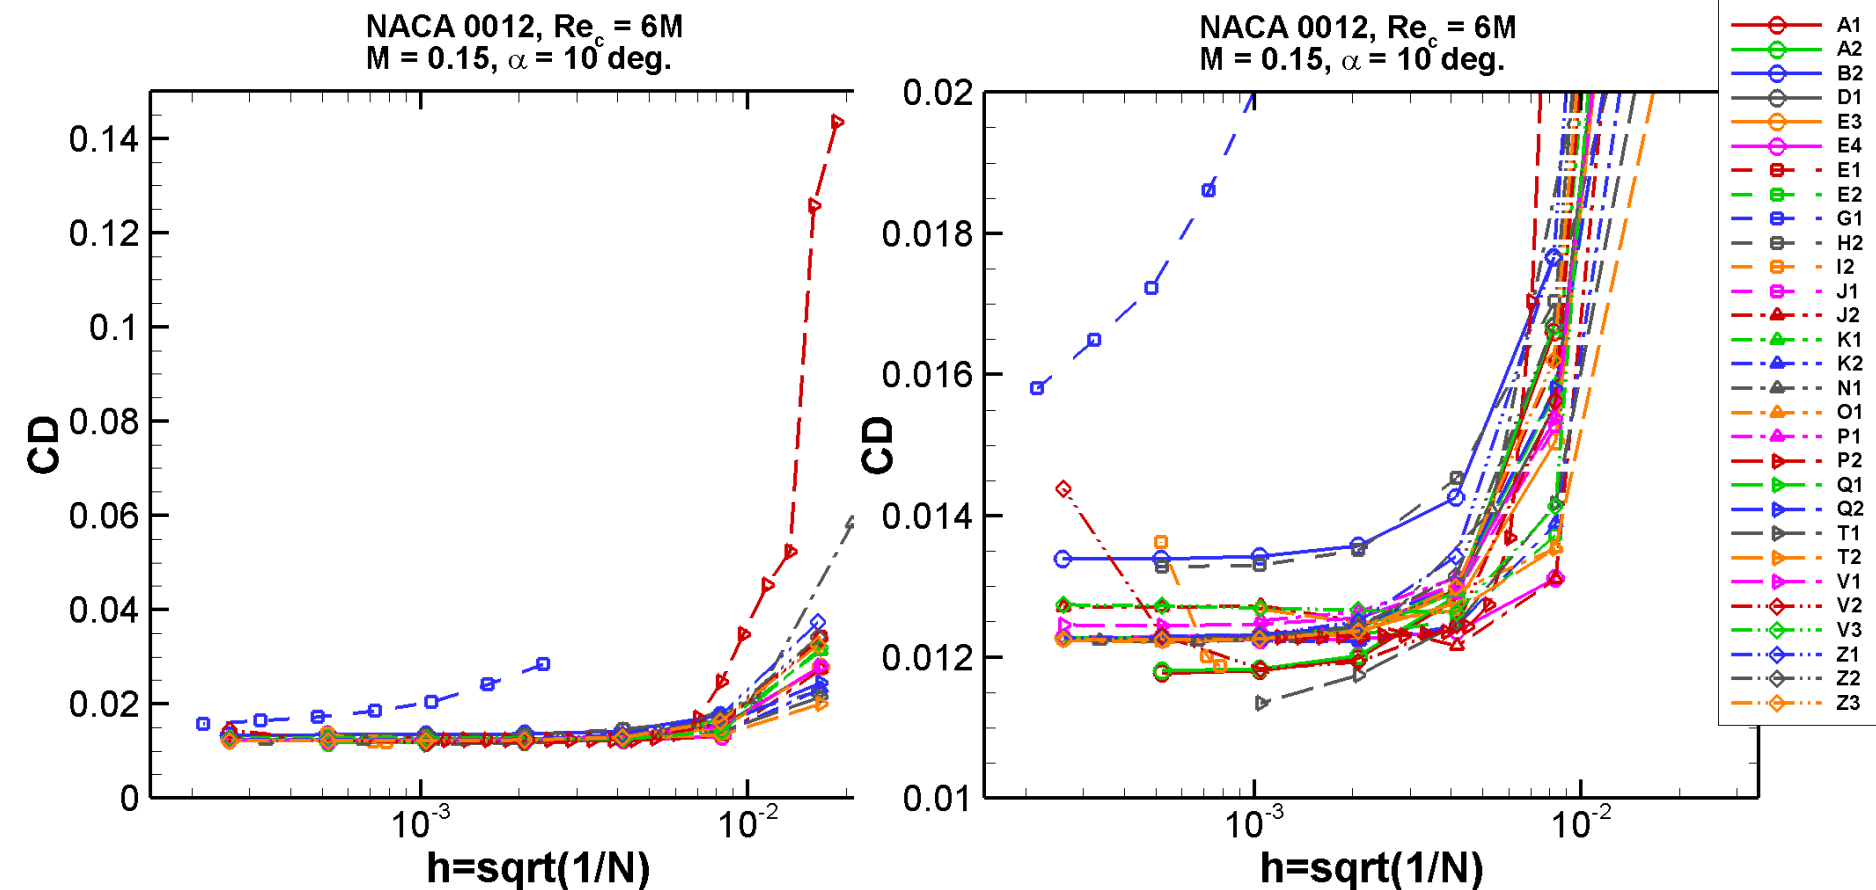 NACA 0012, Re_c = 6M
M = 0.15, α = 10 deg.
CD
0.14
0.12
0.1
0.08
0.06
0.04
0.02
0
10^-3
10^-2
h=sqrt(1/N)
NACA 0012, Re_c = 6M
M = 0.15, α = 10 deg.
CD
0.02
0.018
0.016
0.014
0.012
0.01
10^-3
10^-2
h=sqrt(1/N)
A1
A2
B2
D1
E3
E4
E1
E2
G1
H2
I2
J1
J2
K1
K2
N1
O1
P1
P2
Q1
Q2
T1
T2
V1
V2
V3
Z1
Z2
Z3